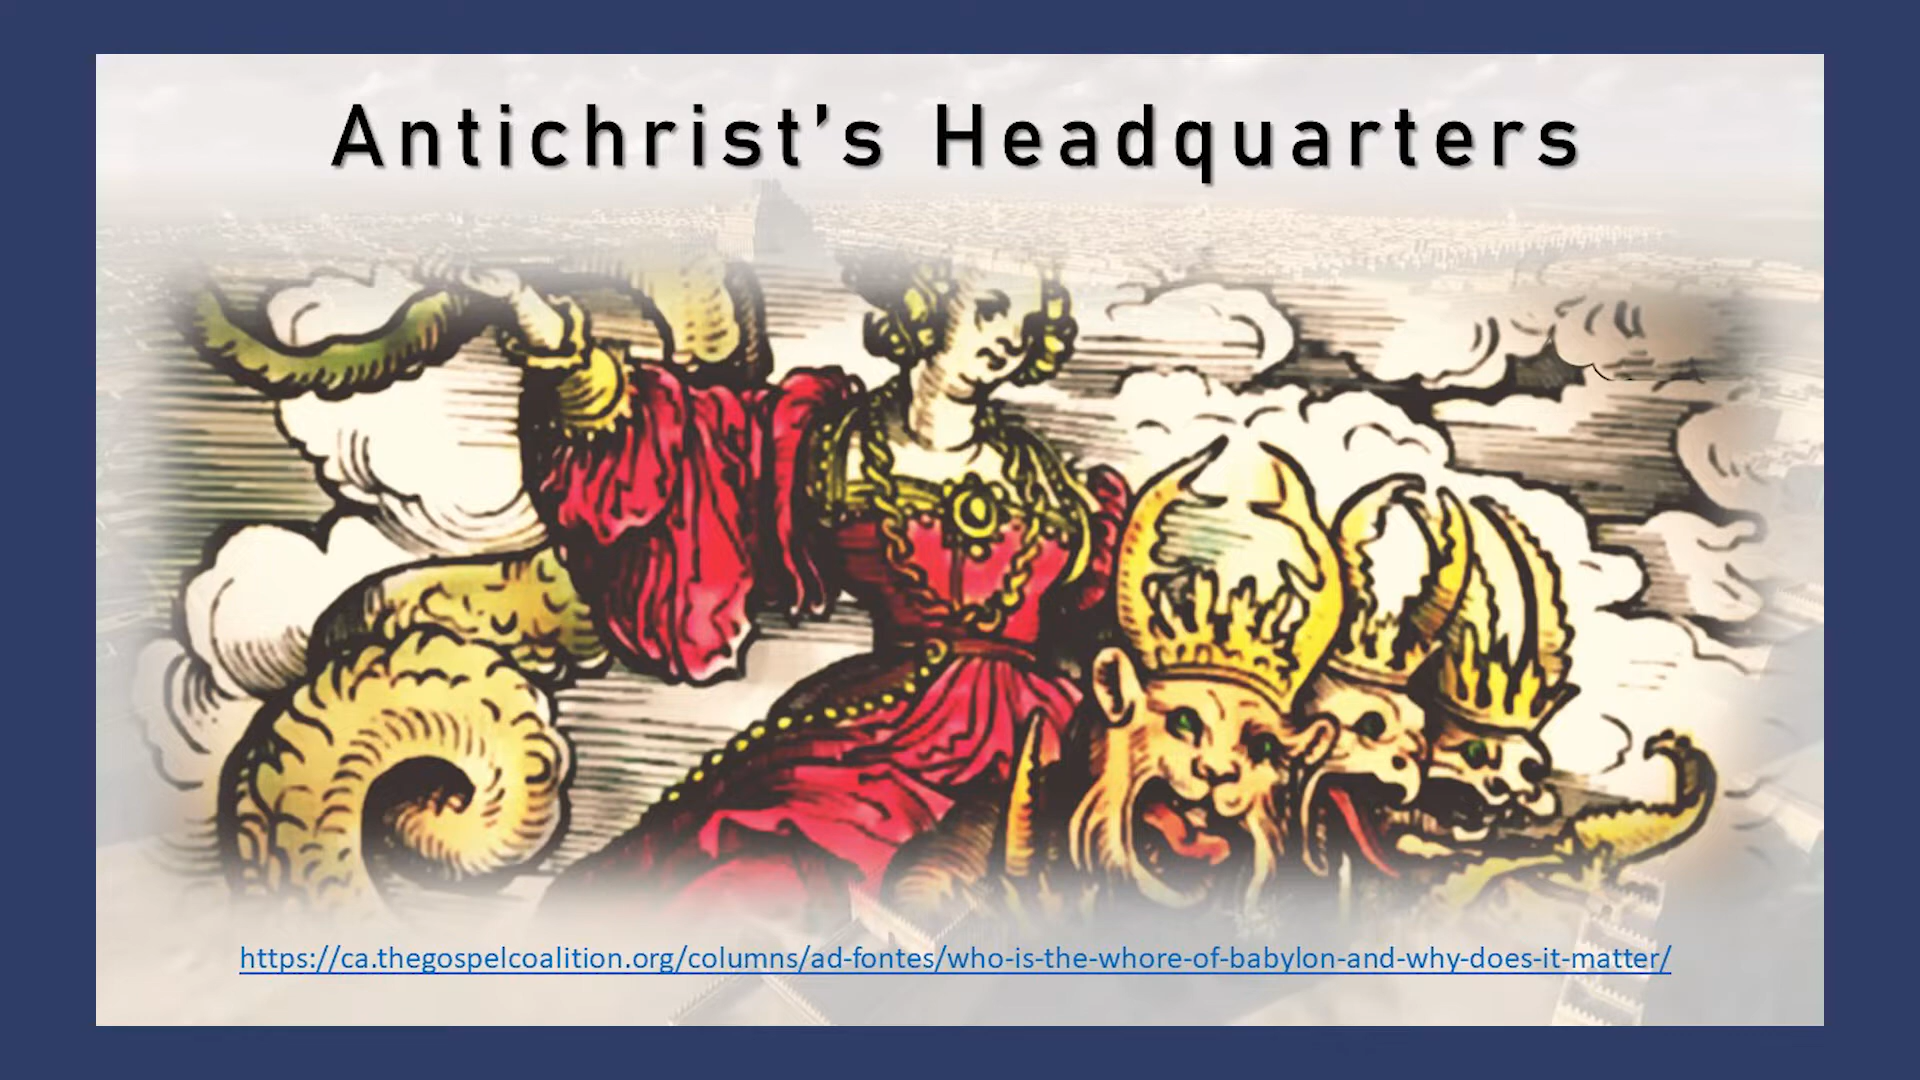 Antichrist’s Headquarters
https://ca.thegospelcoalition.org/columns/ad-fontes/who-is-the-whore-of-babylon-and-why-does-it-matter/